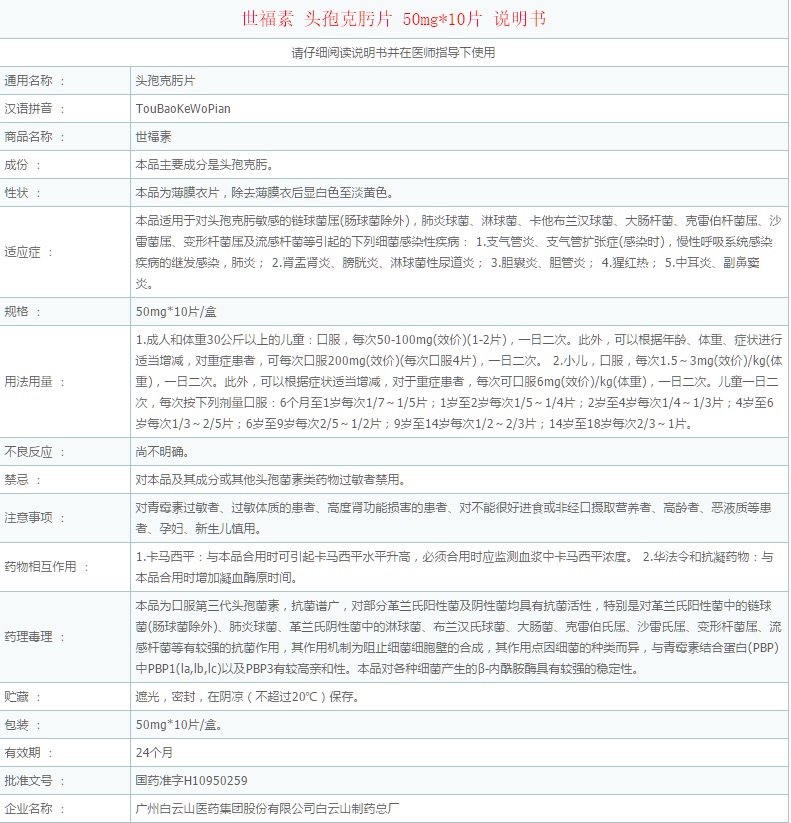 世福素 头孢克肟片 50mg*10片 说明书
请仔细阅读说明书并在医师指导下使用
通用名称 ： 头孢克肟片
汉语拼音 ： TouBaoKeWoPian
商品名称 ： 世福素
成份 ： 本品主要成分是头孢克肟。
性状 ： 本品为薄膜衣片，除去薄膜衣后显白色至淡黄色。
适应症 ：
本品适用于对头孢克肟敏感的链球菌属(肠球菌除外)，肺炎球菌、淋球菌、卡他布兰汉球菌、大肠杆菌、克雷伯杆菌属、沙
雷菌属、变形杆菌属及流感杆菌等引起的下列细菌感染性疾病： 1.支气管炎、支气管扩张症(感染时)，慢性呼吸系统感染
疾病的继发感染，肺炎； 2.肾盂肾炎、膀胱炎、淋球菌性尿道炎； 3.胆囊炎、胆管炎； 4.猩红热； 5.中耳炎、副鼻窦
炎。
规格 ： 50mg*10片/盒
用法用量 ：
1.成人和体重30公斤以上的儿童：口服，每次50-100mg(效价)(1-2片)，一日二次。此外，可以根据年龄、体重、症状进行
适当增减，对重症患者，可每次口服200mg(效价)(每次口服4片)，一日二次。 2.小儿，口服，每次1.5～3mg(效价)/kg(体
重)，一日二次。此外，可以根据症状适当增减，对于重症患者，每次可口服6mg(效价)/kg(体重)，一日二次。儿童一日二
次，每次按下列剂量口服：6个月至1岁每次1/7～1/5片；1岁至2岁每次1/5～1/4片；2岁至4岁每次1/4～1/3片；4岁至6
岁每次1/3～2/5片；6岁至9岁每次2/5～1/2片；9岁至14岁每次1/2～2/3片；14岁至18岁每次2/3～1片。
不良反应 ： 尚不明确。
禁忌 ： 对本品及其成分或其他头孢菌素类药物过敏者禁用。
注意事项 ：
对青霉素过敏者、过敏体质的患者、高度肾功能损害的患者、对不能很好进食或非经口摄取营养者、高龄者、恶液质等患
者、孕妇、新生儿慎用。
药物相互作用 ：
1.卡马西平：与本品合用时可引起卡马西平水平升高，必须合用时应监测血浆中卡马西平浓度。 2.华法令和抗凝药物：与
本品合用时增加凝血酶原时间。
药理毒理 ：
本品为口服第三代头孢菌素，抗菌谱广，对部分革兰氏阳性菌及阴性菌均具有抗菌活性，特别是对革兰氏阳性菌中的链球
菌(肠球菌除外)、肺炎球菌、革兰氏阴性菌中的淋球菌、布兰汉氏球菌、大肠菌、克雷伯氏属、沙雷氏属、变形杆菌属、流
感杆菌等有较强的抗菌作用，其作用机制为阻止细菌细胞壁的合成，其作用点因细菌的种类而异，与青霉素结合蛋白(PBP)
中PBP1(la,lb,lc)以及PBP3有较高亲和性。本品对各种细菌产生的β-内酰胺酶具有较强的稳定性。
贮藏 ： 遮光，密封，在阴凉（不超过20℃）保存。
包装 ： 50mg*10片/盒。
有效期 ： 24个月
批准文号 ： 国药准字H10950259
企业名称 ： 广州白云山医药集团股份有限公司白云山制药总厂